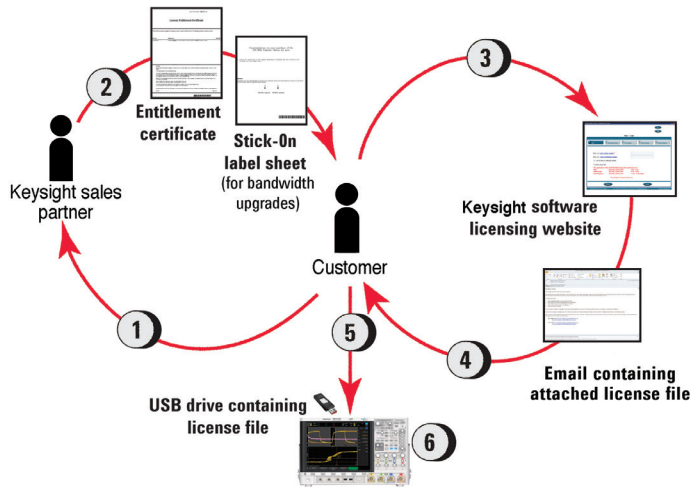 3
2
Entitlement
certificate
Stick-On
label sheet
(for bandwidth
upgrades)
Keysight sales
partner
Keysight software
licensing website
Customer
1
5
4
Email containing
attached license file
USB drive containing
license file
6